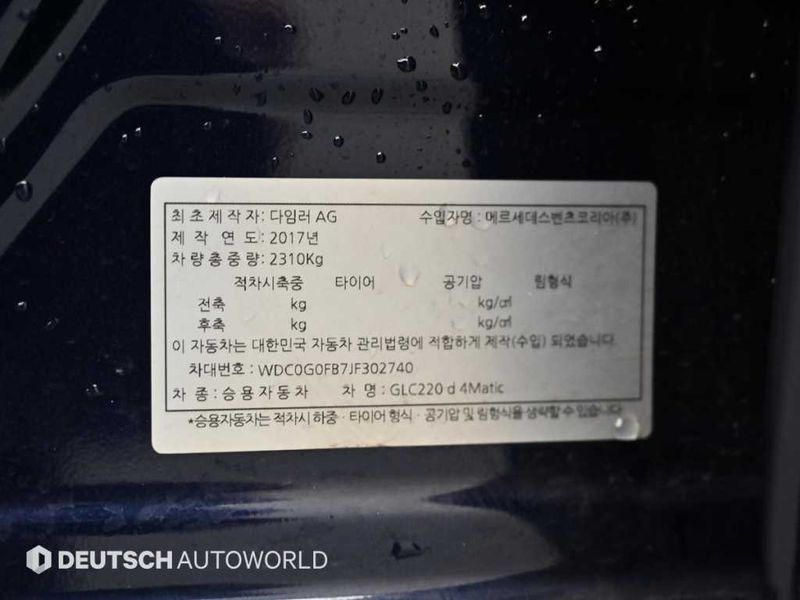 최초제작자: 다임러 AG 수입자명 : 메르세데스벤츠코리아(주)
제 작 연 도: 2017년
차량총중량: 2310Kg
적차시축중 타이어 공기압 림형식
전축 kg kg/㎠
후축 kg kg/㎠
이 자동차는 대한민국 자동차 관리법령에 적합하게 제작(수입) 되었습니다.
차대번호 : WDC0G0FB7JF302740
차 종 : 승용자동차 차 명 : GLC220 d 4Matic
*승용자동차는 적차시 하중·타이어 형식·공기압 및 림형식을 생략할 수 있습니다.
DEUTSCH AUTOWORLD